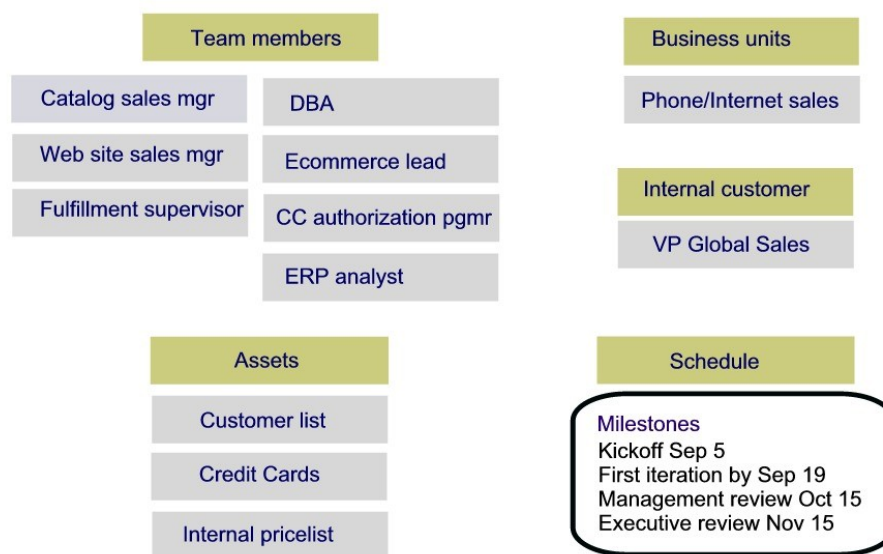 Team members
Catalog sales mgr
Web site sales mgr
Fulfillment supervisor
DBA
Ecommerce lead
CC authorization pgmr
ERP analyst
Business units
Phone/Internet sales
Internal customer
VP Global Sales
Assets
Customer list
Credit Cards
Internal pricelist
Schedule
Milestones
Kickoff Sep 5
First iteration by Sep 19
Management review Oct 15
Executive review Nov 15